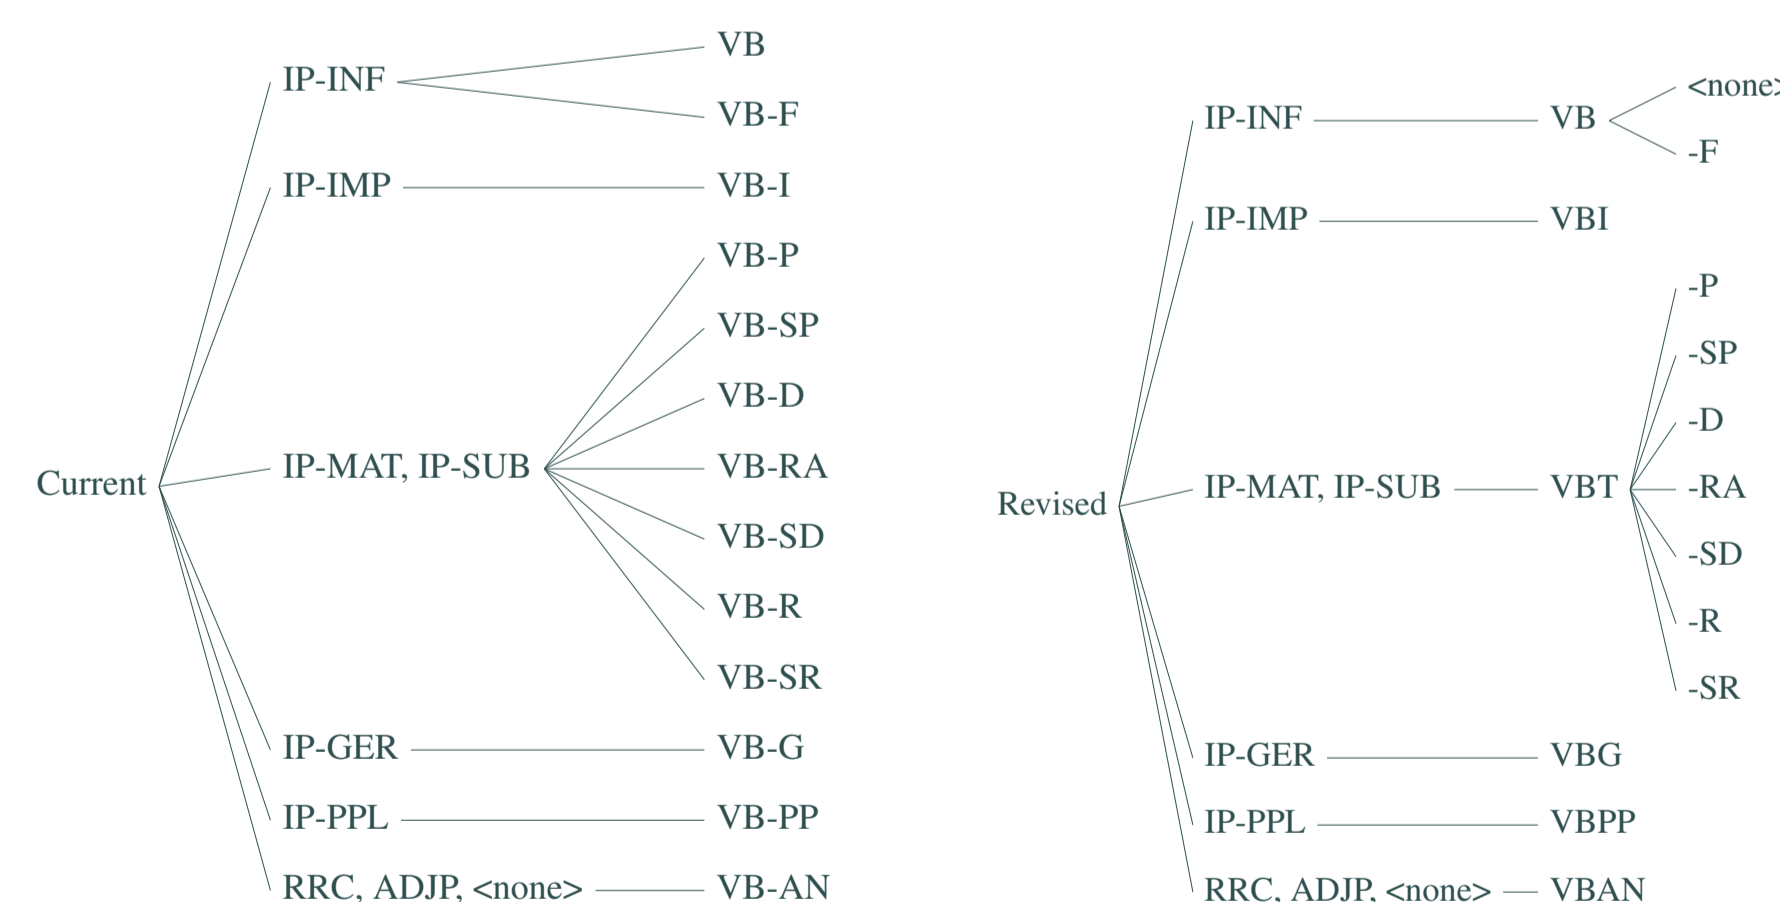 Current
IP-INF
VB
VB-F
IP-IMP
VB-I
IP-MAT, IP-SUB
VB-P
VB-SP
VB-D
VB-RA
VB-SD
VB-R
VB-SR
IP-GER
VB-G
IP-PPL
VB-PP
RRC, ADJP, <none>
VB-AN
Revised
IP-INF
VB
<none>
-F
IP-IMP
VBI
IP-MAT, IP-SUB
VBT
-P
-SP
-D
-RA
-SD
-R
-SR
IP-GER
VBG
IP-PPL
VBPP
RRC, ADJP, <none>
VBAN